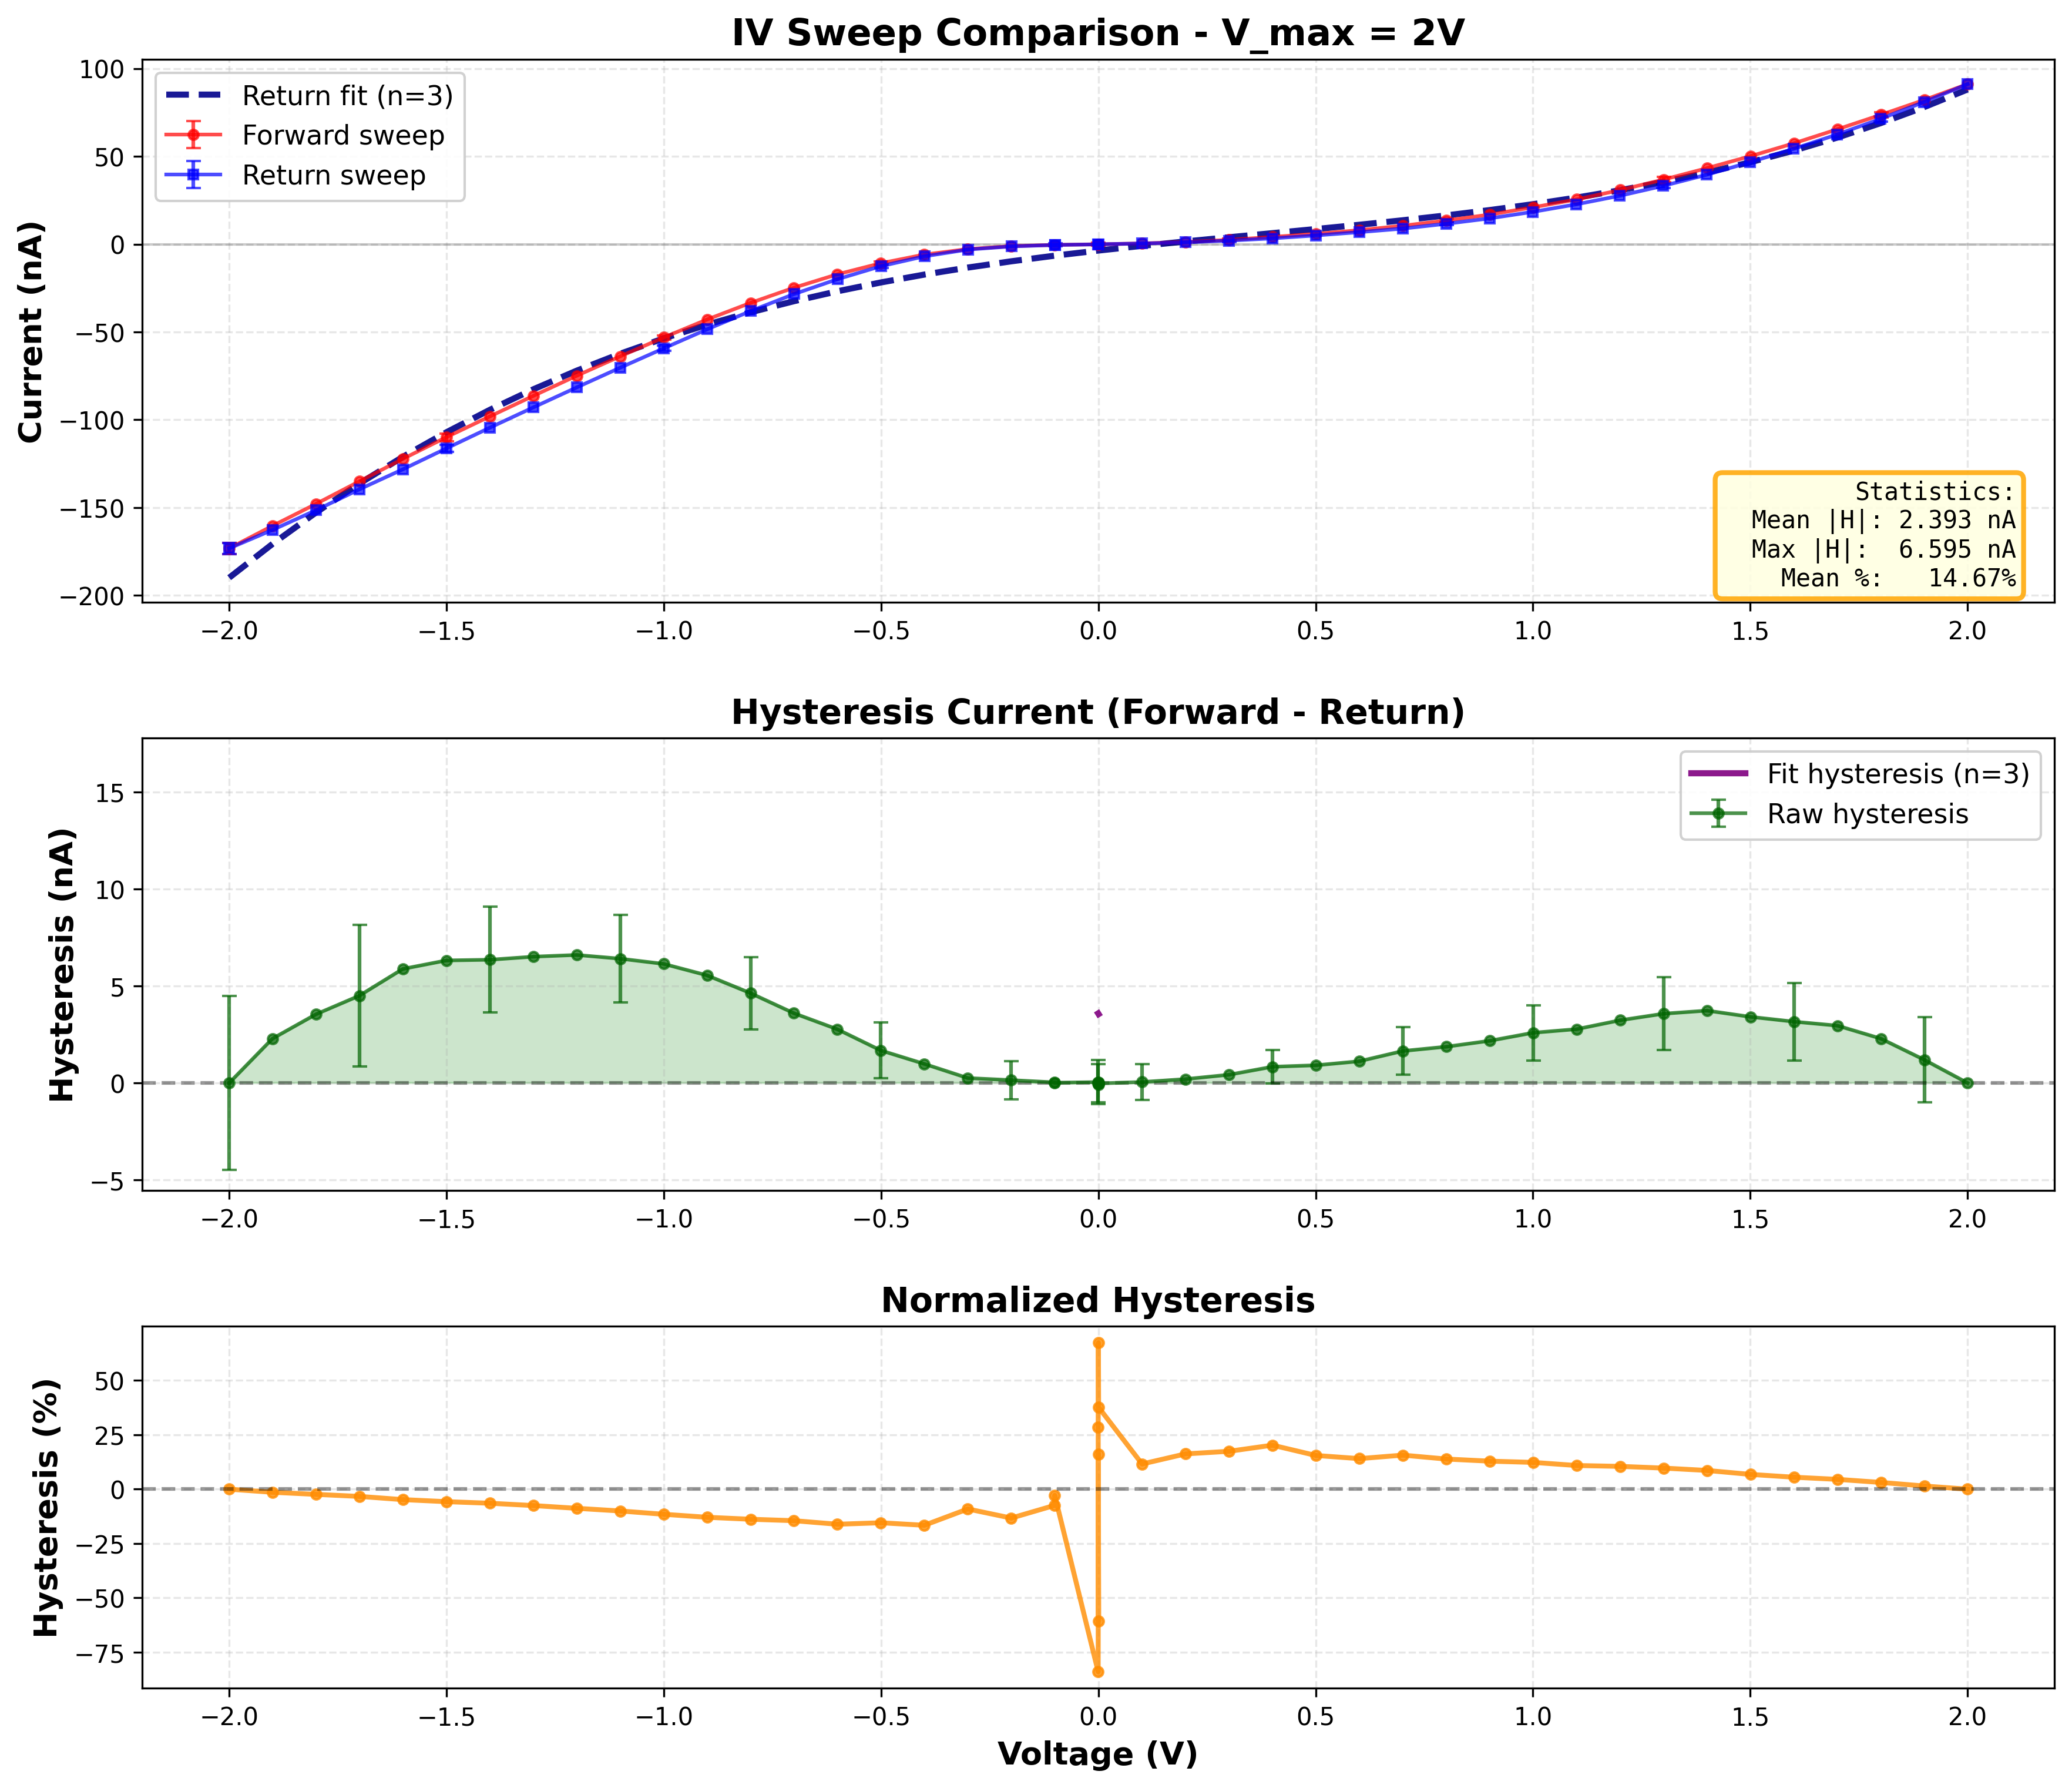 IV Sweep Comparison - V_max = 2V
Current (nA)
100
50
0
−50
−100
−150
−200
Return fit (n=3)
Forward sweep
Return sweep
Statistics:
Mean |H|: 2.393 nA
Max |H|: 6.595 nA
Mean %: 14.67%
−2.0 −1.5 −1.0 −0.5 0.0 0.5 1.0 1.5 2.0
Hysteresis Current (Forward - Return)
Hysteresis (nA)
15
10
5
0
−5
Fit hysteresis (n=3)
Raw hysteresis
−2.0 −1.5 −1.0 −0.5 0.0 0.5 1.0 1.5 2.0
Normalized Hysteresis
Hysteresis (%)
50
25
0
−25
−50
−75
−2.0 −1.5 −1.0 −0.5 0.0 0.5 1.0 1.5 2.0
Voltage (V)